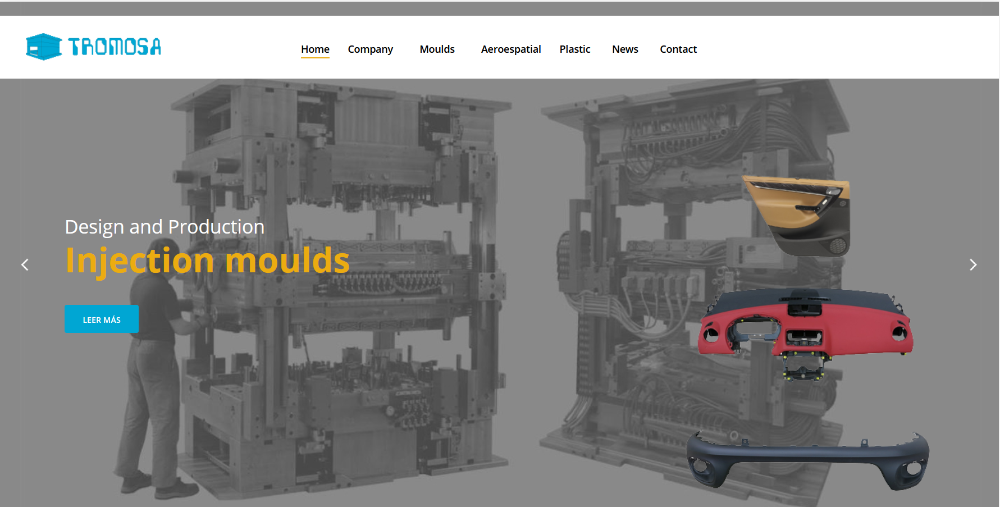 TROMOSA
Home Company Moulds Aeroespatial Plastic News Contact
Design and Production
Injection moulds
LEER MÁS